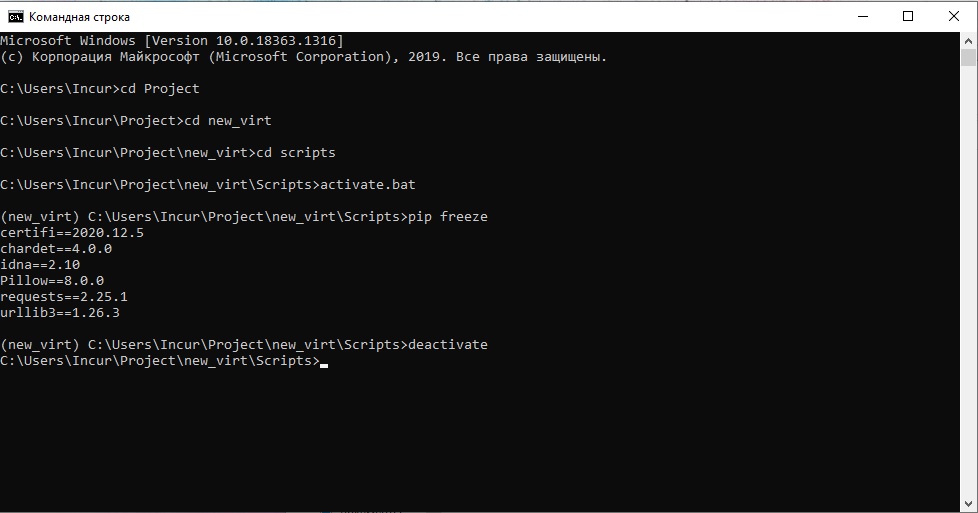 Командная строка
Microsoft Windows [Version 10.0.18363.1316]
(c) Корпорация Майкрософт (Microsoft Corporation), 2019. Все права защищены.
C:\Users\Incur>cd Project
C:\Users\Incur\Project>cd new_virt
C:\Users\Incur\Project\new_virt>cd scripts
C:\Users\Incur\Project\new_virt\Scripts>activate.bat
(new_virt) C:\Users\Incur\Project\new_virt\Scripts>pip freeze
certifi==2020.12.5
chardet==4.0.0
idna==2.10
Pillow==8.0.0
requests==2.25.1
urllib3==1.26.3
(new_virt) C:\Users\Incur\Project\new_virt\Scripts>deactivate
C:\Users\Incur\Project\new_virt\Scripts>